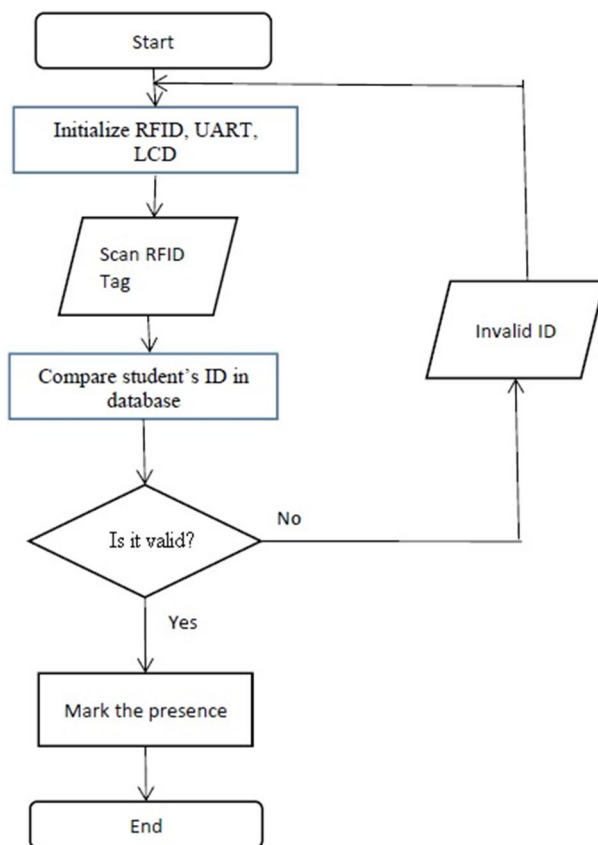 Start
Initialize RFID, UART,
LCD
Scan RFID
Tag
Invalid ID
Compare student’s ID in
database
Is it valid?
No
Yes
Mark the presence
End